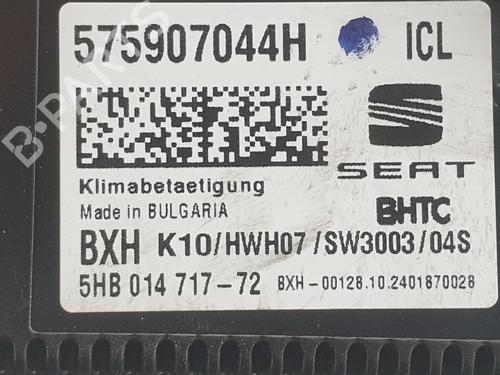 575907044H ICL
SEAT
Klimabetaetigung
Made in BULGARIA
BHTC
BXH K10/HWH07/SW3003/04S
5HB 014 717-72 BXH-00128.10.2401870028
B-PARTS